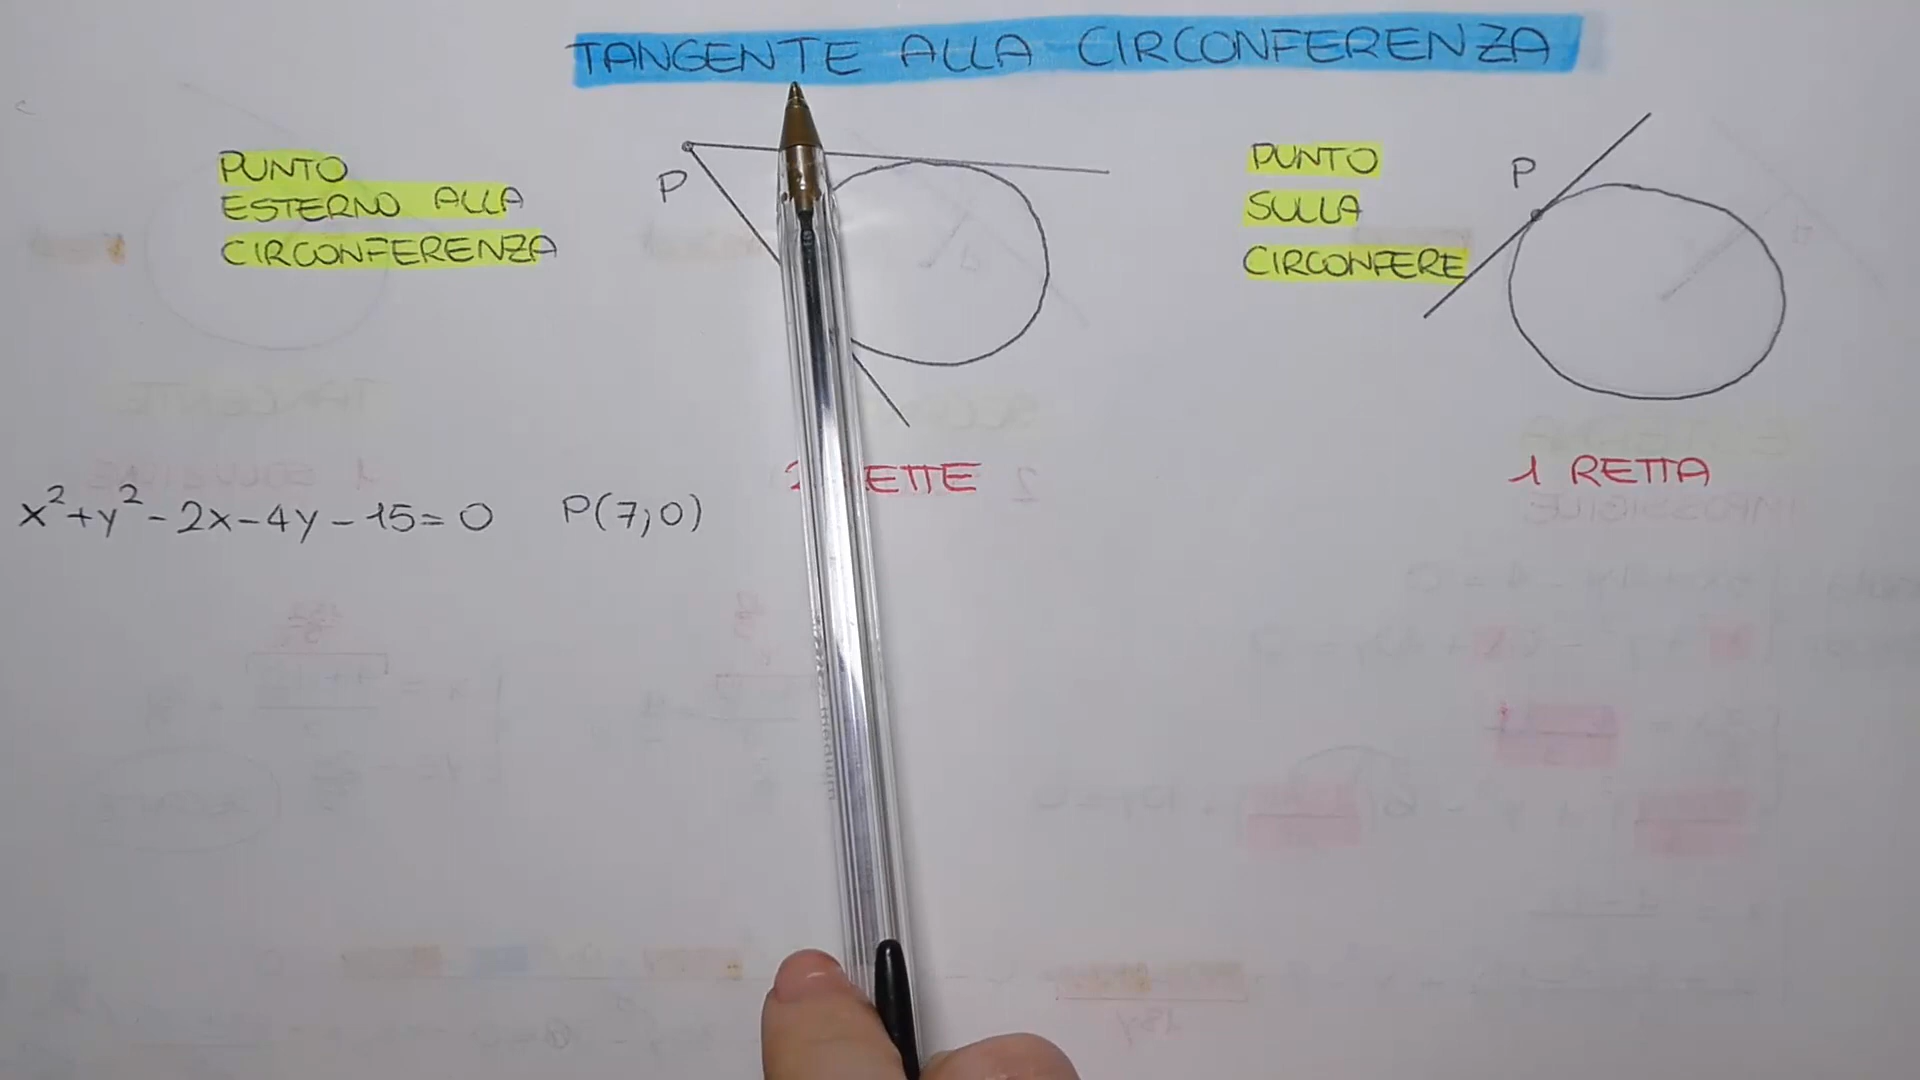 TANGENTE ALLA CIRCONFERENZA
PUNTO
ESTERNO ALLA
CIRCONFERENZA
P
PUNTO
SULLA
CIRCONFERE
P
RETTE
1 RETTA
x²+y²-2x-4y-15=0 P(7;0)